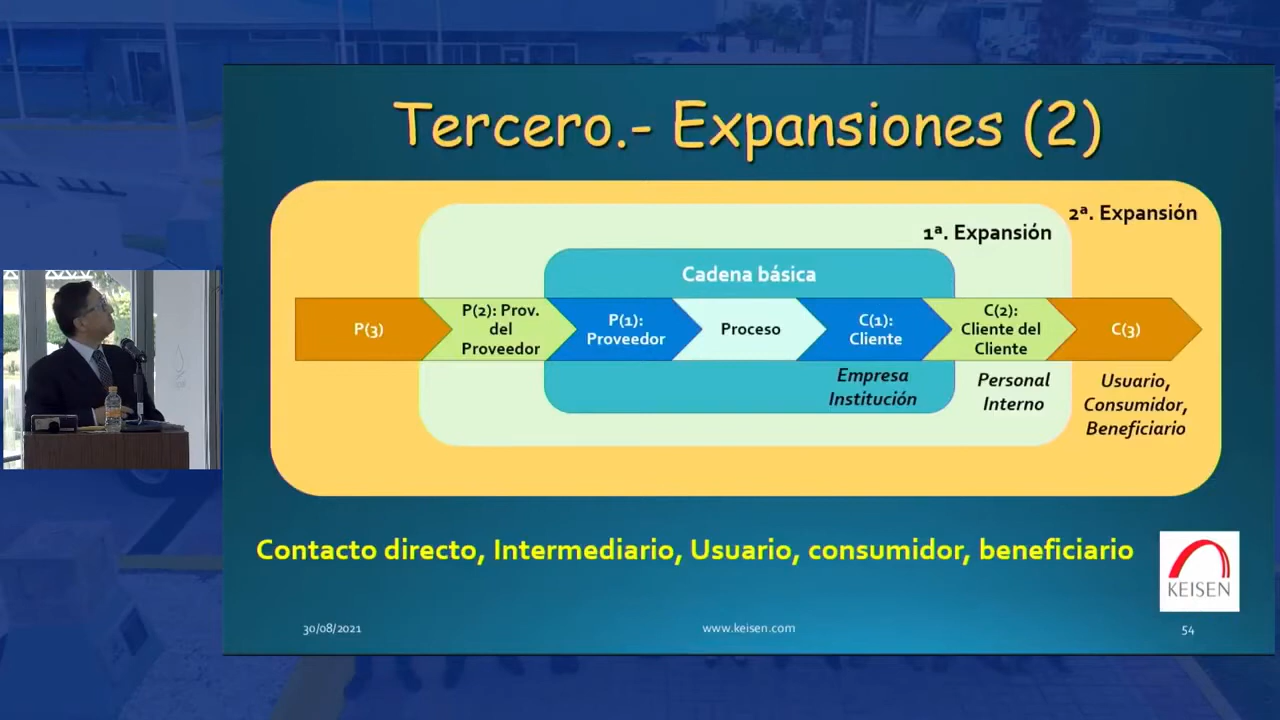 Tercero.- Expansiones (2)
2ª. Expansión
1ª. Expansión
Cadena básica
P(3)
P(2): Prov.
del
Proveedor
P(1):
Proveedor
Proceso
C(1):
Cliente
C(2):
Cliente del
Cliente
C(3)
Empresa
Institución
Personal
Interno
Usuario,
Consumidor,
Beneficiario
Contacto directo, Intermediario, Usuario, consumidor, beneficiario
KEISEN
30/08/2021
www.keisen.com
54